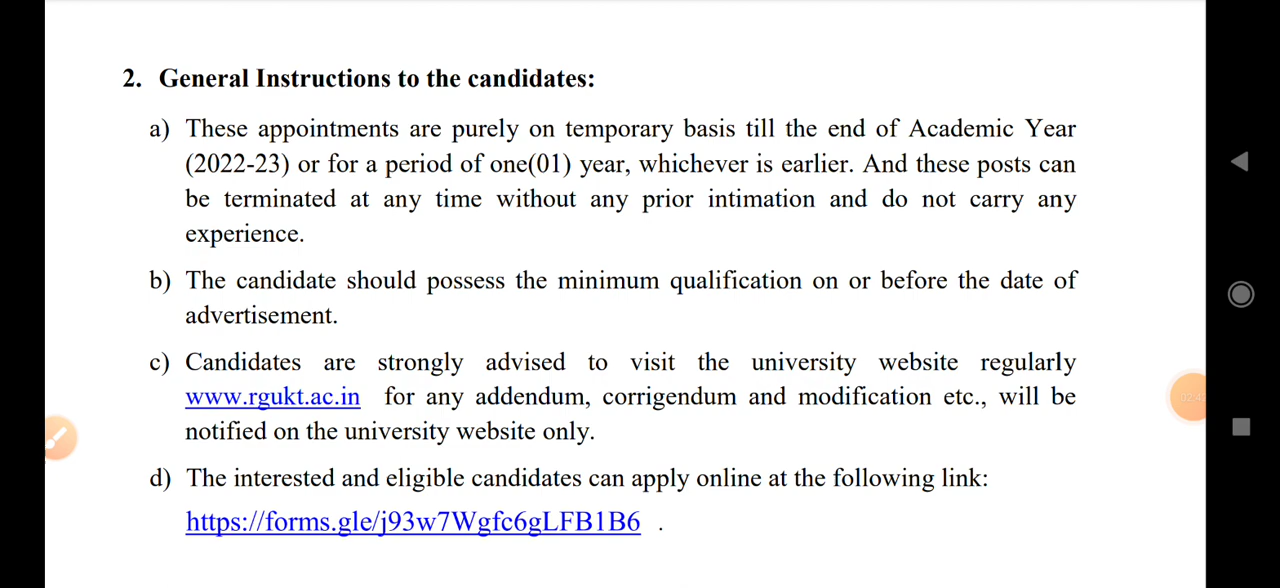 2. General Instructions to the candidates:
a) These appointments are purely on temporary basis till the end of Academic Year
(2022-23) or for a period of one(01) year, whichever is earlier. And these posts can
be terminated at any time without any prior intimation and do not carry any
experience.
b) The candidate should possess the minimum qualification on or before the date of
advertisement.
c) Candidates are strongly advised to visit the university website regularly
www.rgukt.ac.in for any addendum, corrigendum and modification etc., will be
notified on the university website only.
d) The interested and eligible candidates can apply online at the following link:
https://forms.gle/j93w7Wgfc6gLFB1B6 .